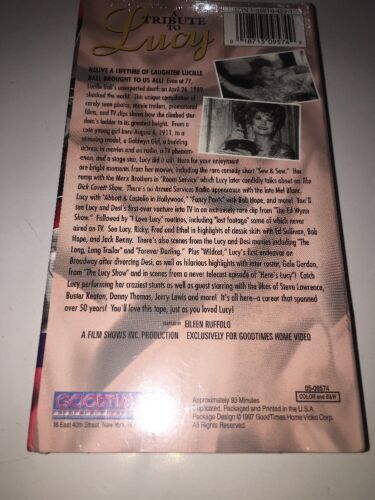 A
TRIBUTE
TO
Lucy
0 18713 09574
RELIVE A LIFETIME OF LAUGHTER LUCILLE
BALL BROUGHT TO US ALL! Even at 77,
Lucille Ball's unexpected death on April 26, 1989,
shocked the world. This unique compilation of
rarely seen photos, movie trailers, promotional
films, and TV clips shows how she climbed star-
dom's ladder to its greatest height. From a
cute young girl born August 6, 1911, to a
stunning model, a Goldwyn Girl, a budding
actress in movies and on radio, a TV phenom-
enon, and a stage star, Lucy did it all. Here for your enjoyment
are bright moments from her movies, including the rare comedy short "Sew & Sew." Her
romp with the Marx Brothers in "Room Service" which Lucy later candidly talks about on The
Dick Cavett Show. There's an Armed Services Radio appearance with the late Mel Blanc.
Lucy with "Abbott & Costello in Hollywood," "Fancy Pants" with Bob Hope, and more! You'll
see Lucy and Desi's first-ever venture into TV in an extremely rare clip from "The Ed Wynn
Show." Followed by "I Love Lucy" routines, including "lost footage" some of which never
aired on TV. See Lucy, Ricky, Fred and Ethel in highlights of classic skits with Ed Sullivan, Bob
Hope, and Jack Benny. There's also scenes from the Lucy and Desi movies including "The
Long, Long Trailer" and "Forever Darling." Plus "Wildcat," Lucy's first endeavor on
Broadway after divorcing Desi, as well as hilarious highlights with later costar, Gale Gordon,
from "The Lucy Show" and in scenes from a never telecast episode of "Here's Lucy"! Catch
Lucy performing her craziest stunts as well as guest starring with the likes of Steve Lawrence,
Buster Keaton, Danny Thomas, Jerry Lewis and more! It's all here—a career that spanned
over 50 years! You'll love this tape, just as you loved Lucy!
EILEEN RUFFOLO
A FILM SHOWS INC. PRODUCTION EXCLUSIVELY FOR GOODTIMES HOME VIDEO
GOODTIMES
16 East 40th Street, New York, N
Approximately 93 Minutes
Duplicated, Packaged and Printed in the U.S.A.
Package Design © 1997 GoodTimes Home Video Corp.
All Rights Reserved.
05-09574
COLOR and B&W